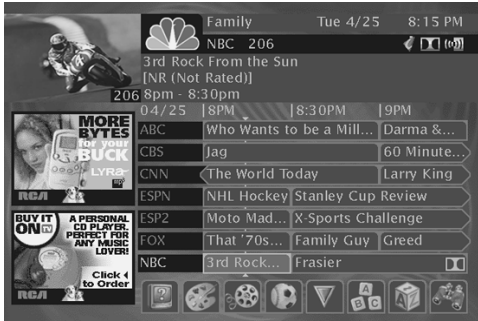 Family Tue 4/25 8:15 PM
NBC 206
3rd Rock From the Sun
[NR (Not Rated)]
206 8pm - 8:30pm
04/25 8PM 8:30PM 9PM
ABC Who Wants to be a Mill... Darma &...
CBS Jag 60 Minute...
CNN The World Today Larry King
ESPN NHL Hockey Stanley Cup Review
ESP2 Moto Mad... X-Sports Challenge
FOX That '70s... Family Guy Greed
NBC 3rd Rock... Frasier
MORE
BYTES
for your
BUCK
LYRA
mp3
RCA
BUY IT
ON TV
A PERSONAL
CD PLAYER.
PERFECT FOR
ANY MUSIC
LOVER!
Click
to Order
RCA
?
A
B C
A Z